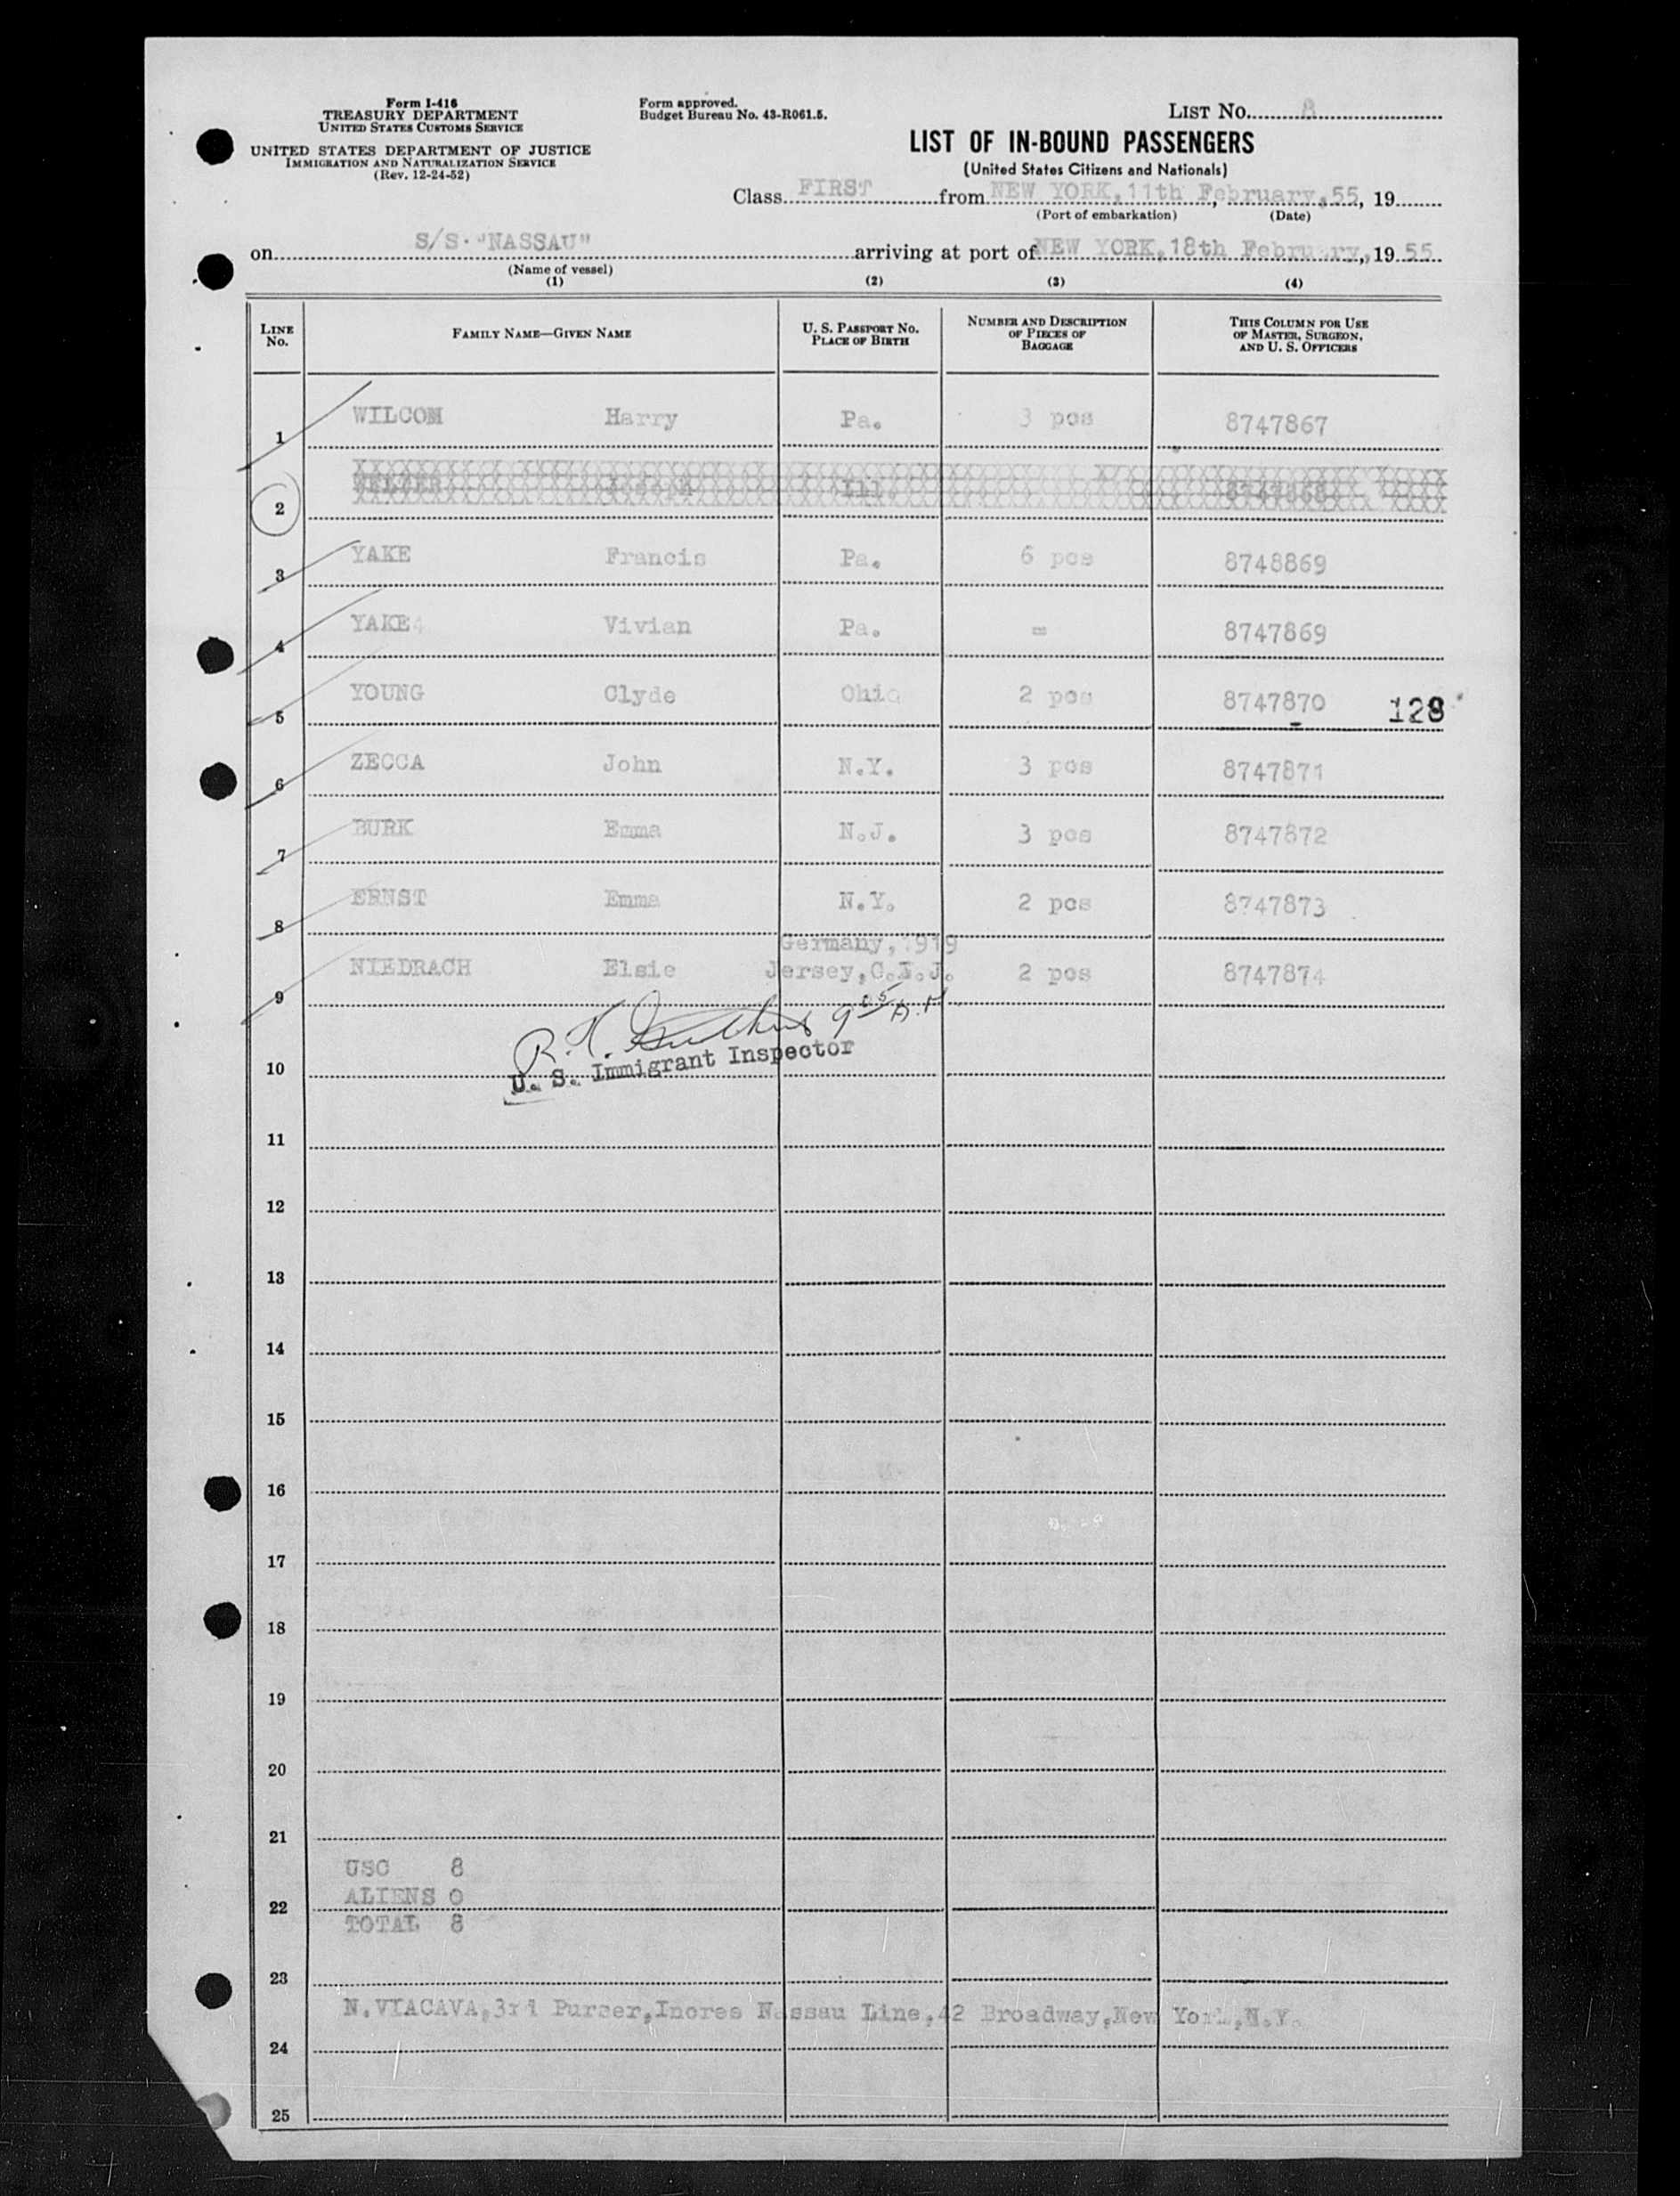 Form I-416
TREASURY DEPARTMENT
UNITED STATES CUSTOMS SERVICE
UNITED STATES DEPARTMENT OF JUSTICE
IMMIGRATION AND NATURALIZATION SERVICE
(Rev. 12-24-52)
Form approved.
Budget Bureau No. 43-R061.5.
LIST NO. 8
LIST OF IN-BOUND PASSENGERS
(United States Citizens and Nationals)
Class FIRST from NEW YORK, 11th February, 55, 19
(Port of embarkation) (Date)
on S/S "NASSAU" arriving at port of NEW YORK, 18th February, 19 55
(Name of vessel)
(1) (2) (3) (4)
LINE NO. FAMILY NAME—GIVEN NAME U. S. PASSPORT NO. PLACE OF BIRTH NUMBER AND DESCRIPTION OF PIECES OF BAGGAGE THIS COLUMN FOR USE OF MASTER, SURGEON, AND U. S. OFFICERS
1 WILCOM Harry Pa. 3 pcs 8747867
2 Joseph Ill. 8747868
3 YAKE Francis Pa. 6 pcs 8748869
4 YAKE Vivian Pa. = 8747869
5 YOUNG Clyde Ohio 2 pcs 8747870 128
6 ZECCA John N.Y. 3 pcs 8747871
7 BURK Emma N.J. 3 pcs 8747872
8 ERNST Emma N.Y. 2 pcs 8747873
Germany, 1919
9 NIEDRACH Elsie Jersey,C.N.J. 2 pcs 8747874
R. H. 9 05 A.M
10 U. S. Immigrant Inspector
11
12
13
14
15
16
17
18
19
20
21
USC 8
22 ALIENS 0
TOTAL 8
23
N.VIACAVA,3rd Purser,Incres Nassau Line,42 Broadway,New York,N.Y.
24
25